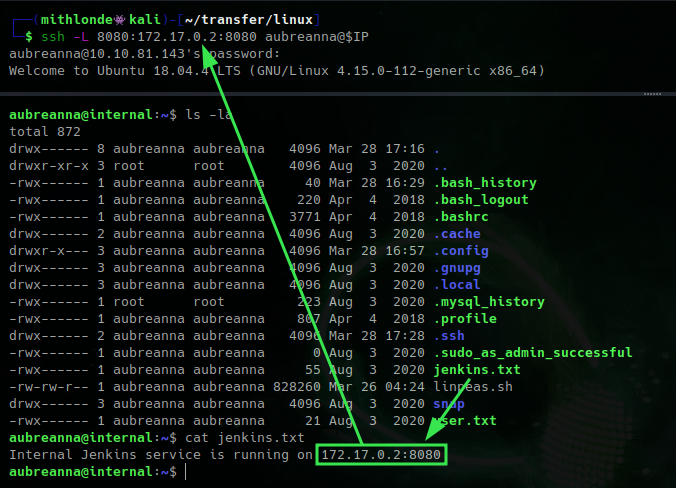 (mithlonde㉿kali)-[~/transfer/linux]
$ ssh -L 8080:172.17.0.2:8080 aubreanna@$IP
aubreanna@10.10.81.143's password:
Welcome to Ubuntu 18.04.4 LTS (GNU/Linux 4.15.0-112-generic x86_64)
aubreanna@internal:~$ ls -la
total 872
drwx------ 8 aubreanna aubreanna 4096 Mar 28 17:16 .
drwxr-xr-x 3 root root 4096 Aug 3 2020 ..
-rwx------ 1 aubreanna aubreanna 40 Mar 28 16:29 .bash_history
-rwx------ 1 aubreanna aubreanna 220 Apr 4 2018 .bash_logout
-rwx------ 1 aubreanna aubreanna 3771 Apr 4 2018 .bashrc
drwx------ 2 aubreanna aubreanna 4096 Aug 3 2020 .cache
drwxr-x--- 3 aubreanna aubreanna 4096 Mar 28 16:57 .config
drwx------ 3 aubreanna aubreanna 4096 Aug 3 2020 .gnupg
drwx------ 3 aubreanna aubreanna 4096 Aug 3 2020 .local
-rwx------ 1 root root 223 Aug 3 2020 .mysql_history
-rwx------ 1 aubreanna aubreanna 807 Apr 4 2018 .profile
drwx------ 2 aubreanna aubreanna 4096 Mar 28 17:28 .ssh
-rwx------ 1 aubreanna aubreanna 0 Aug 3 2020 .sudo_as_admin_successful
-rwx------ 1 aubreanna aubreanna 55 Aug 3 2020 jenkins.txt
-rw-rw-r-- 1 aubreanna aubreanna 828260 Mar 26 04:24 linpeas.sh
drwx------ 3 aubreanna aubreanna 4096 Aug 3 2020 snap
-rwx------ 1 aubreanna aubreanna 21 Aug 3 2020 user.txt
aubreanna@internal:~$ cat jenkins.txt
Internal Jenkins service is running on 172.17.0.2:8080
aubreanna@internal:~$